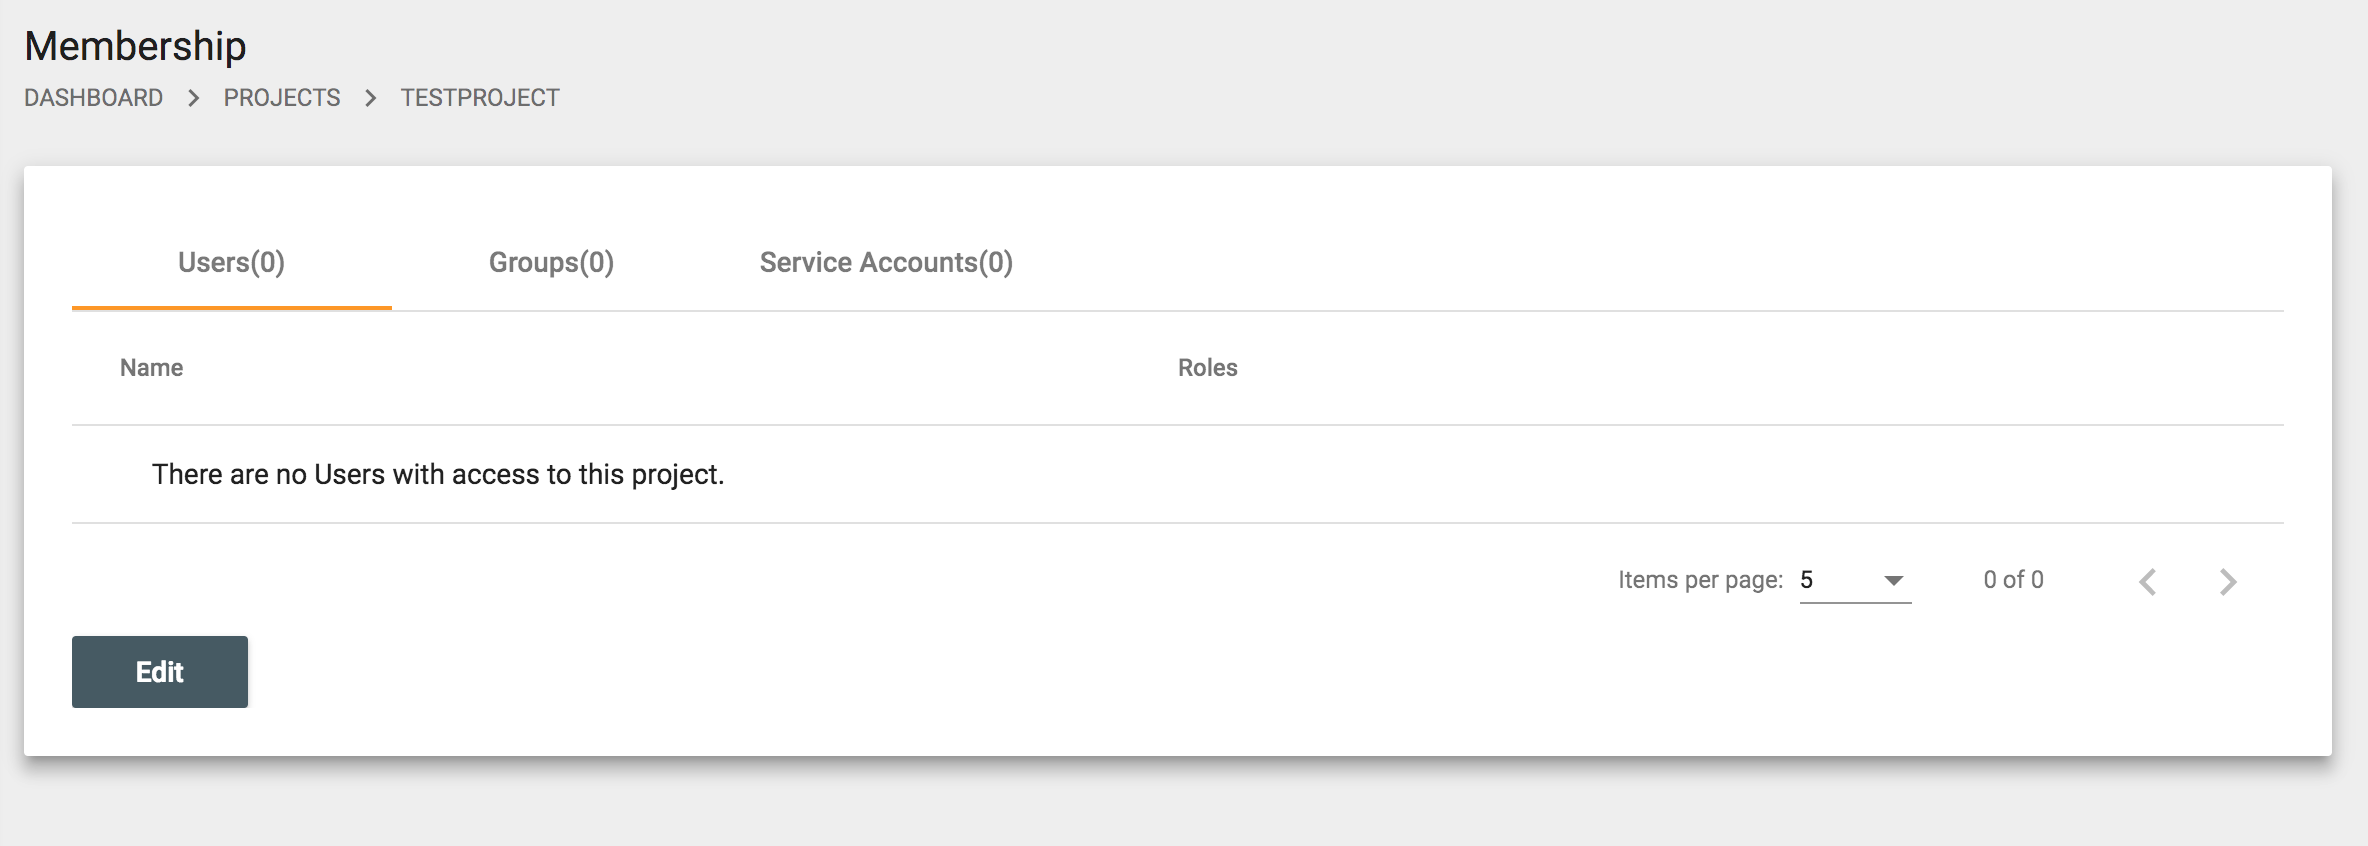 Membership
DASHBOARD > PROJECTS > TESTPROJECT
Users(0) Groups(0) Service Accounts(0)
Name Roles
There are no Users with access to this project.
Items per page: 5 0 of 0
Edit